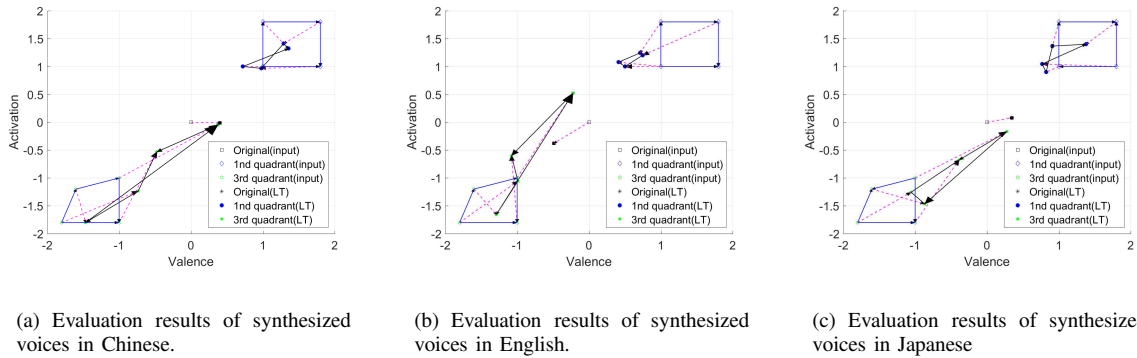 2
1.5
1
0.5
0
-0.5
-1
-1.5
-2
Activation
-2
-1
0
1
2
Valence
Original(input)
1nd quadrant(input)
3rd quadrant(input)
Original(LT)
1nd quadrant(LT)
3rd quadrant(LT)
2
1.5
1
0.5
0
-0.5
-1
-1.5
-2
Activation
-2
-1
0
1
2
Valence
Original(input)
1nd quadrant(input)
3rd quadrant(input)
Original(LT)
1nd quadrant(LT)
3rd quadrant(LT)
2
1.5
1
0.5
0
-0.5
-1
-1.5
-2
Activation
-2
-1
0
1
2
Valence
Original(input)
1nd quadrant(input)
3rd quadrant(input)
Original(LT)
1nd quadrant(LT)
3rd quadrant(LT)
(a) Evaluation results of synthesized
voices in Chinese.
(b) Evaluation results of synthesized
voices in English.
(c) Evaluation results of synthesize
voices in Japanese